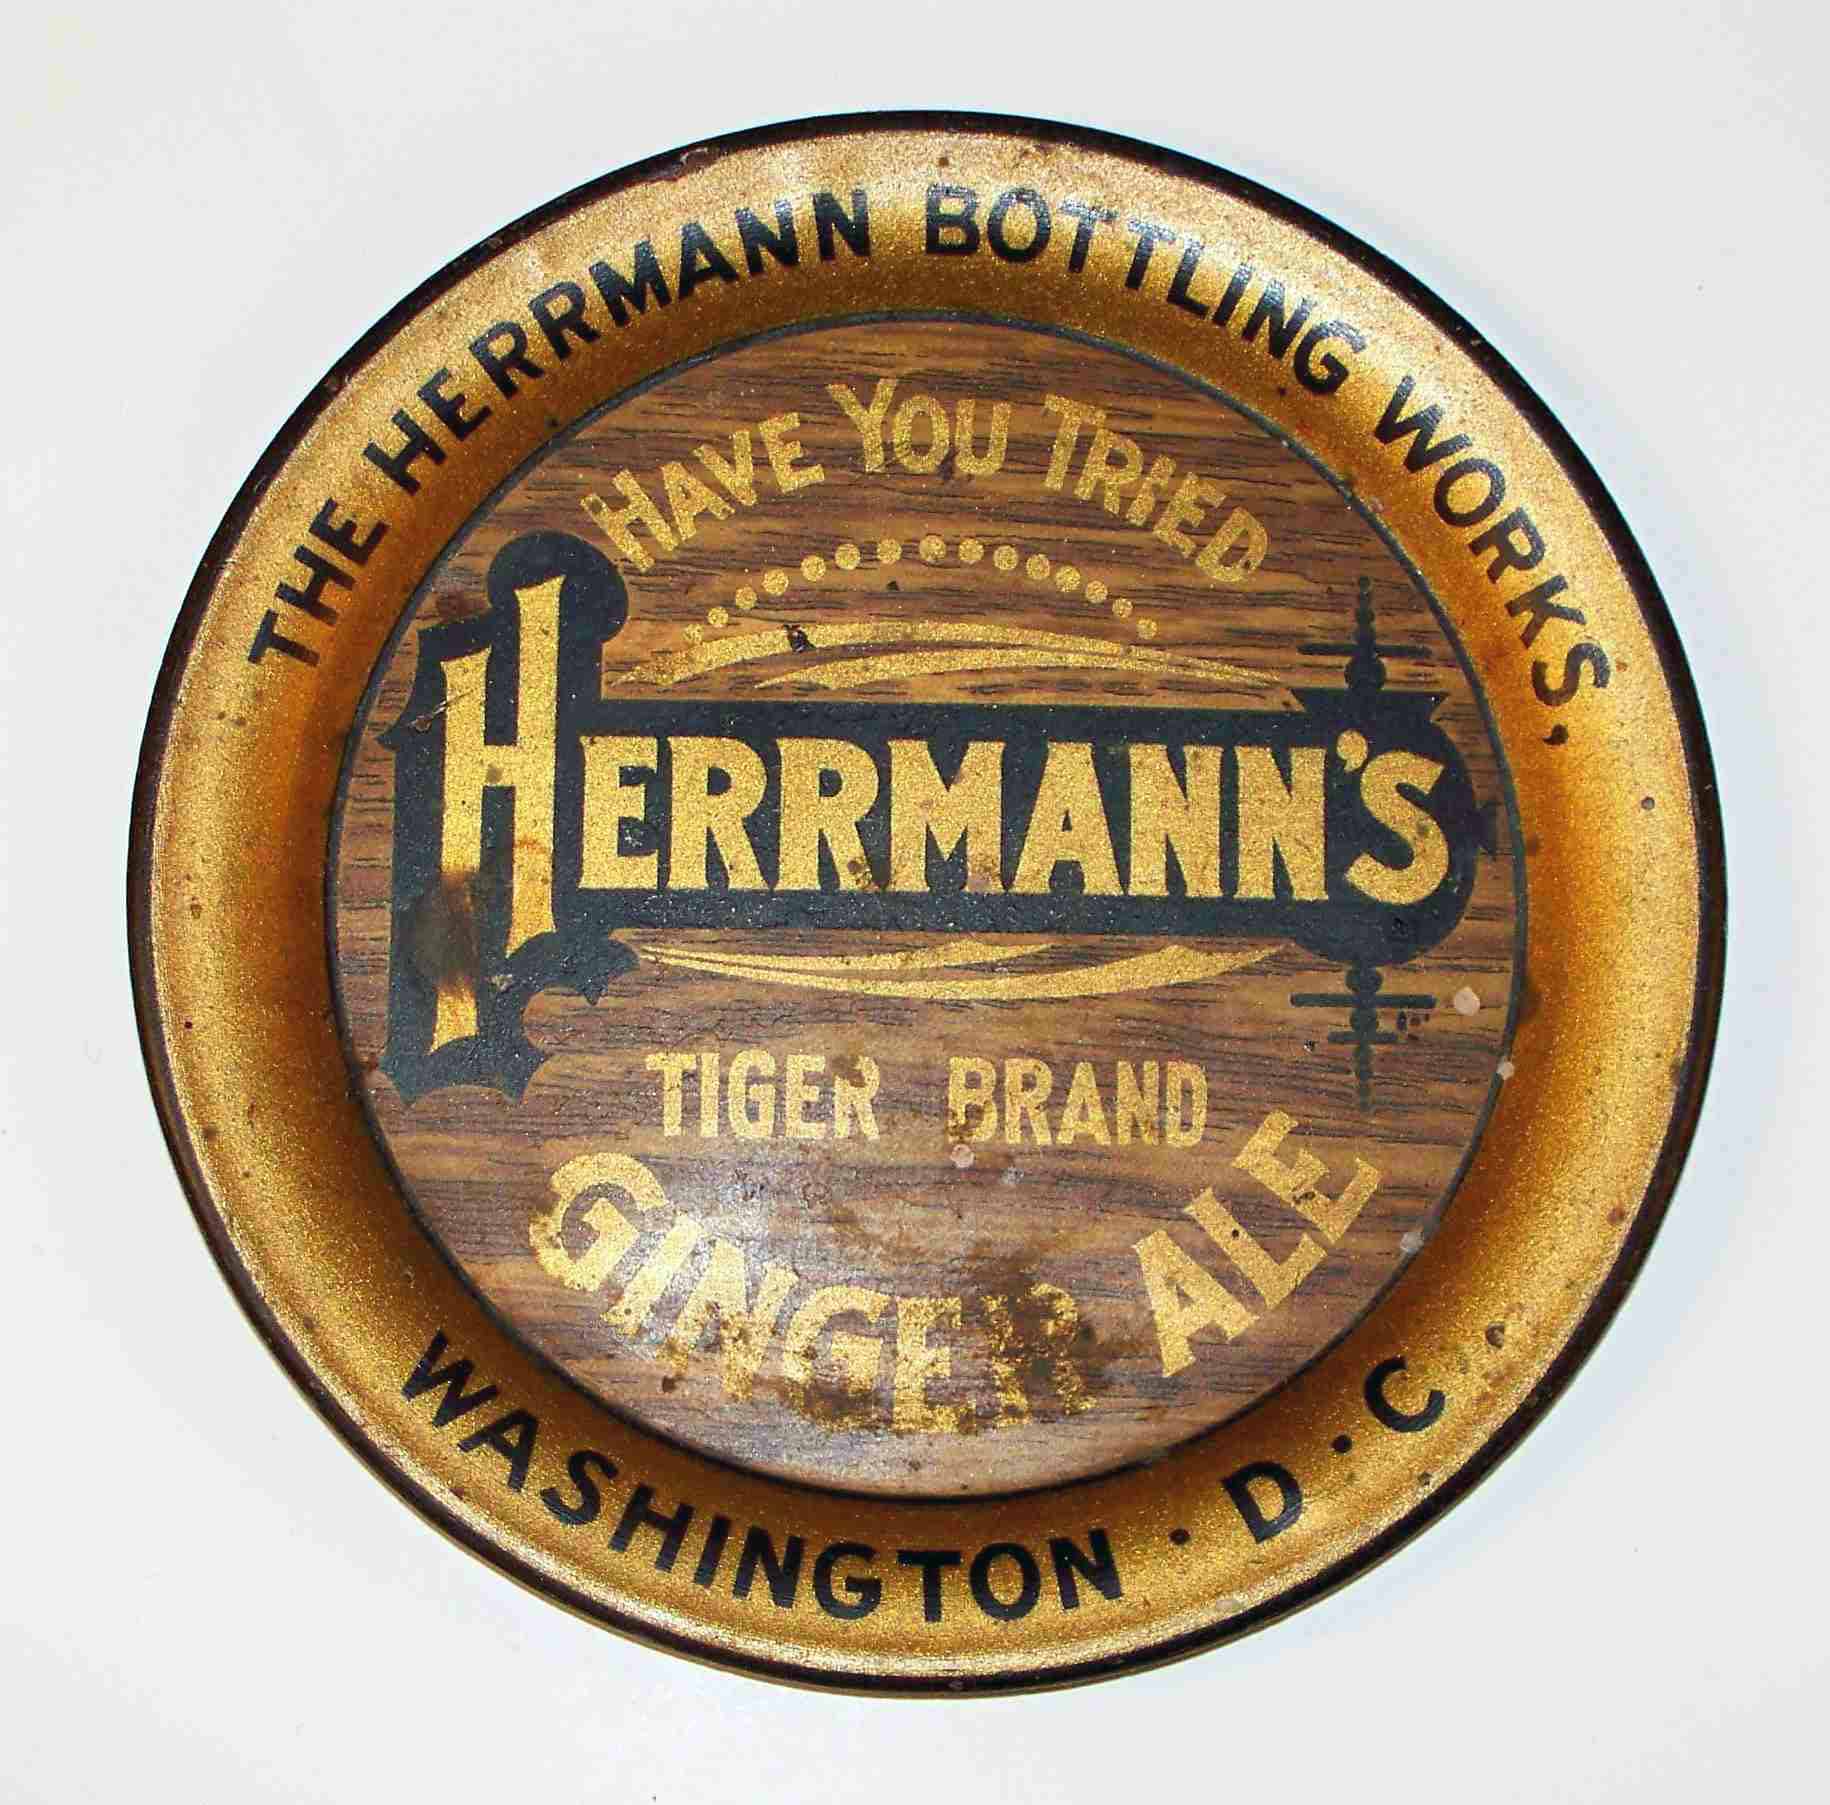 THE HERRMANN BOTTLING WORKS,
HAVE YOU TRIED
HERRMANN'S
TIGER BRAND
GINGER ALE
WASHINGTON · D · C